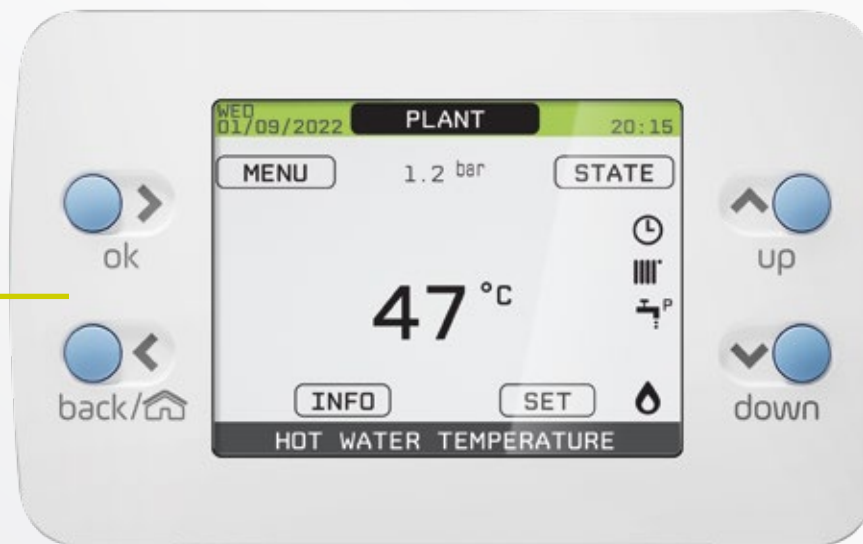 WED
01/09/2022 PLANT 20:15
MENU 1.2 bar STATE
ok
up
47 °C
P
back/
INFO SET
down
HOT WATER TEMPERATURE